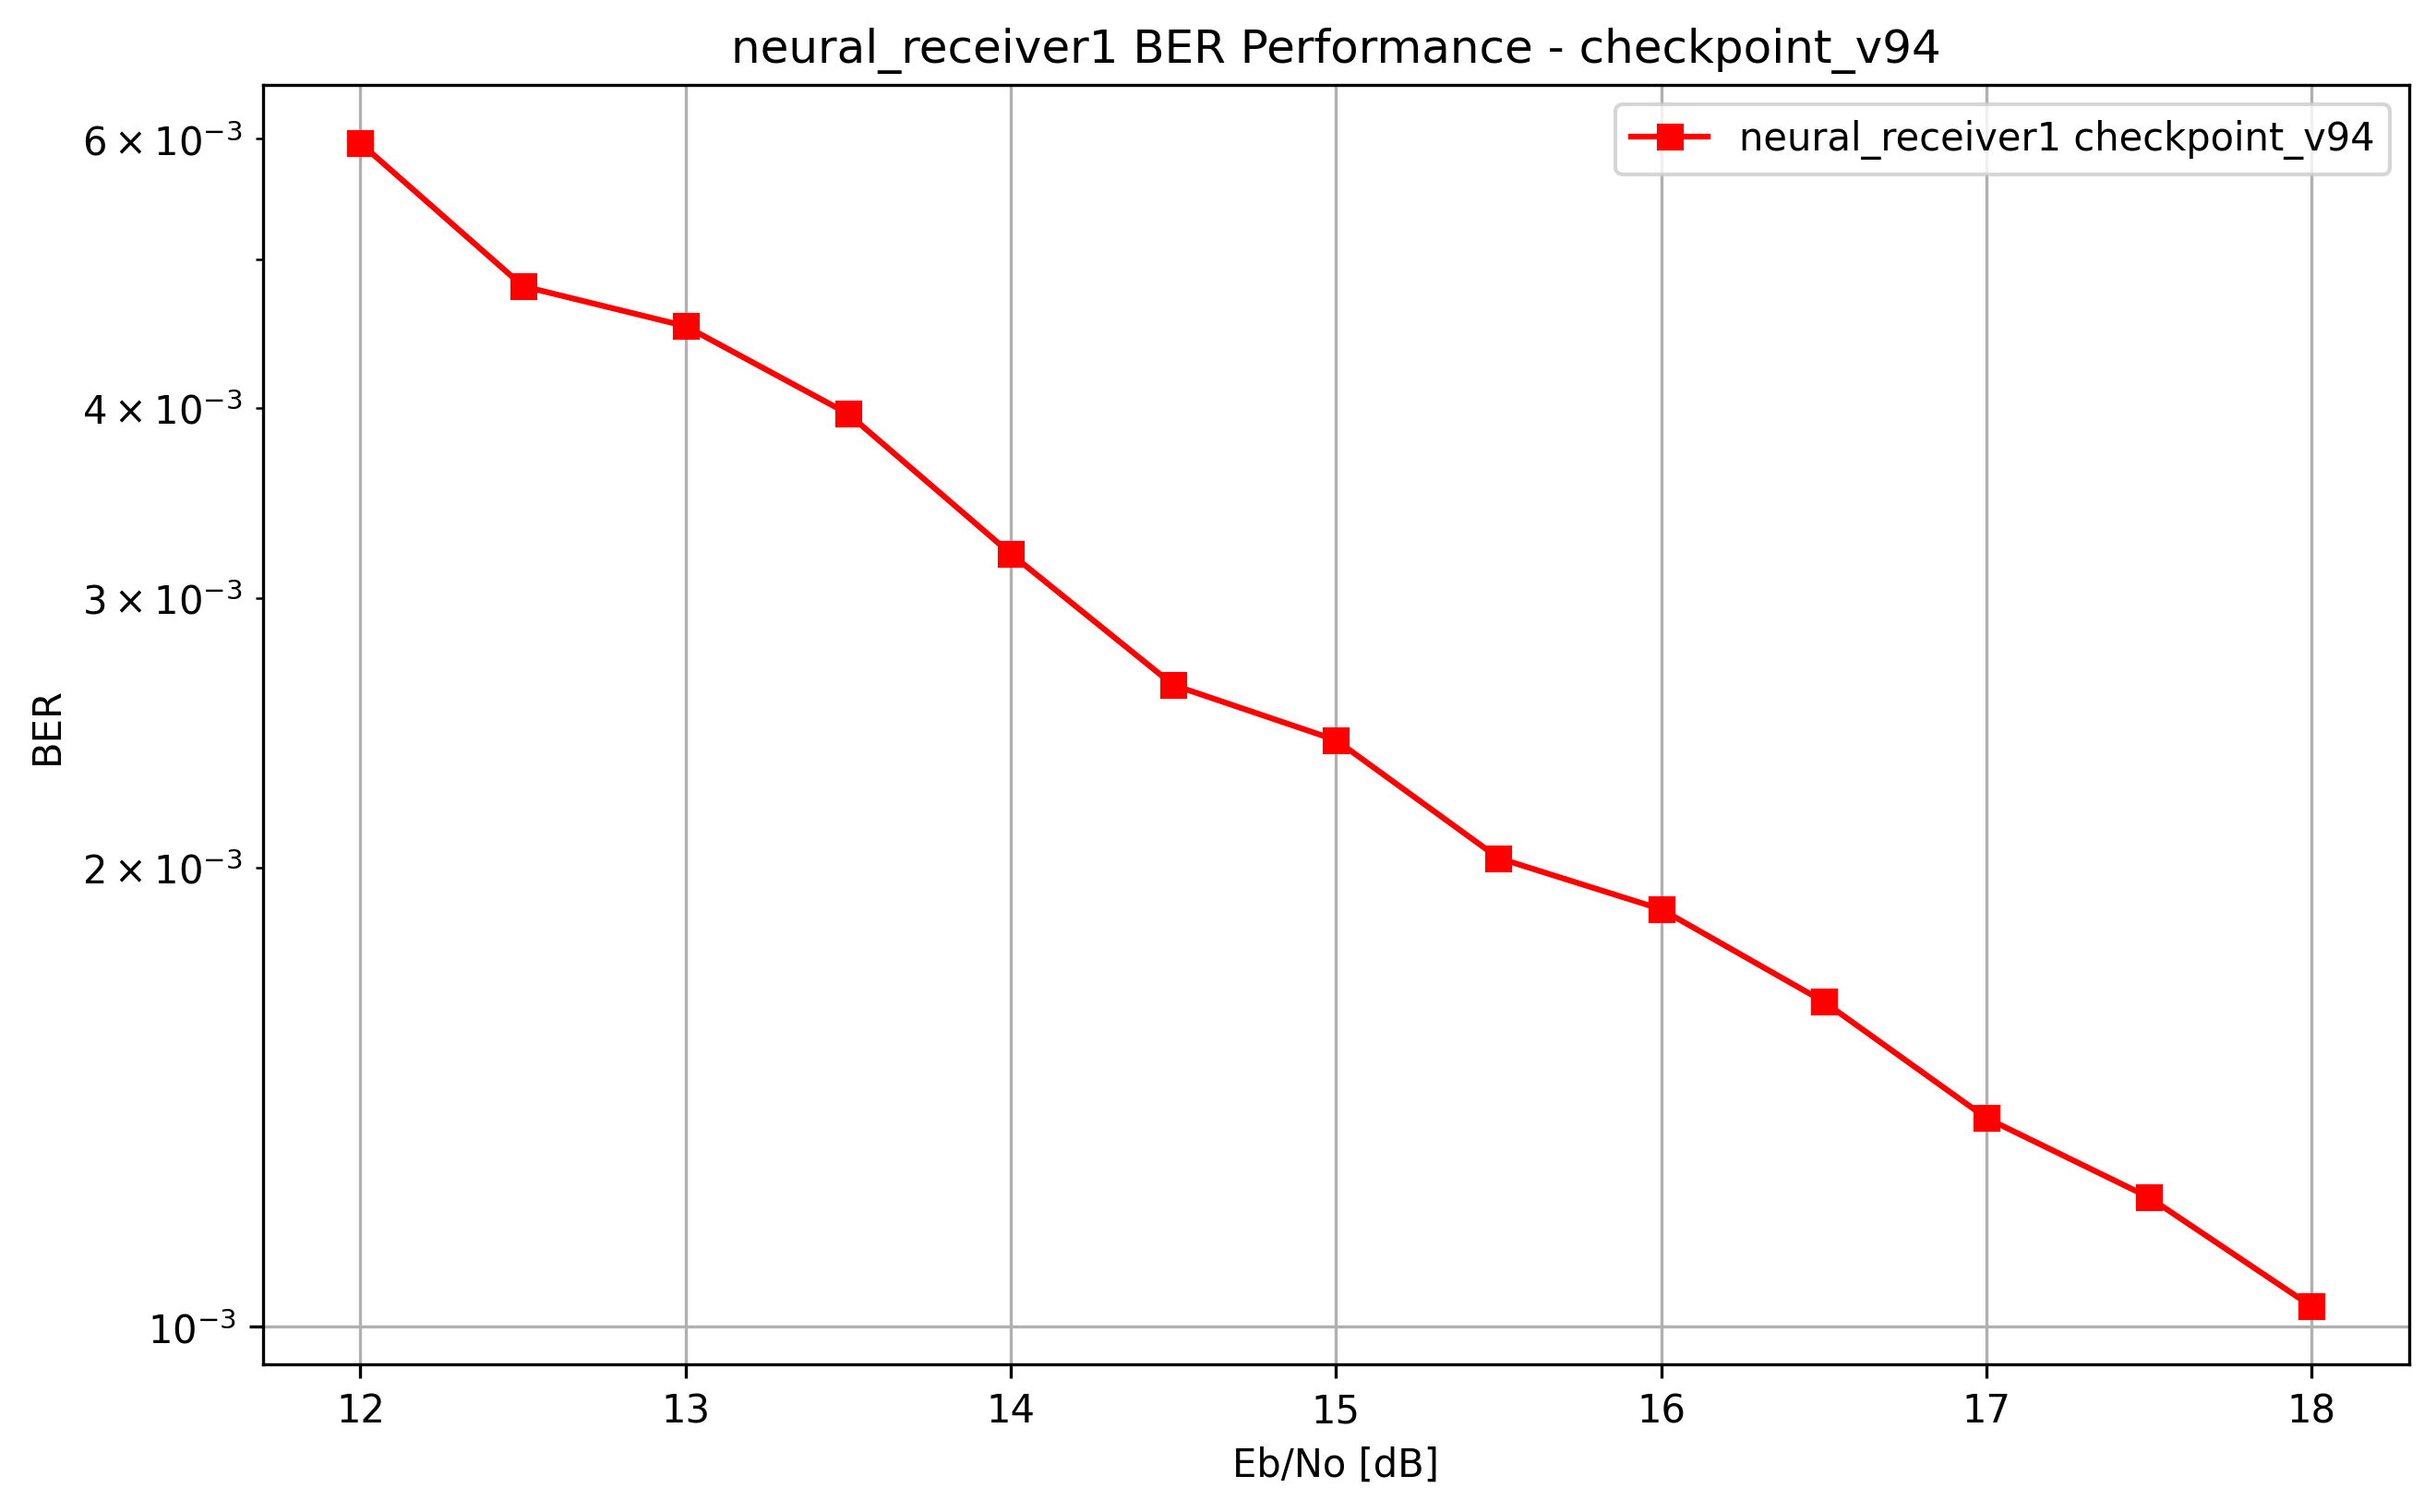 neural_receiver1 BER Performance - checkpoint_v94
neural_receiver1 checkpoint_v94
6 × 10⁻³
4 × 10⁻³
3 × 10⁻³
2 × 10⁻³
10⁻³
BER
12 13 14 15 16 17 18
Eb/No [dB]